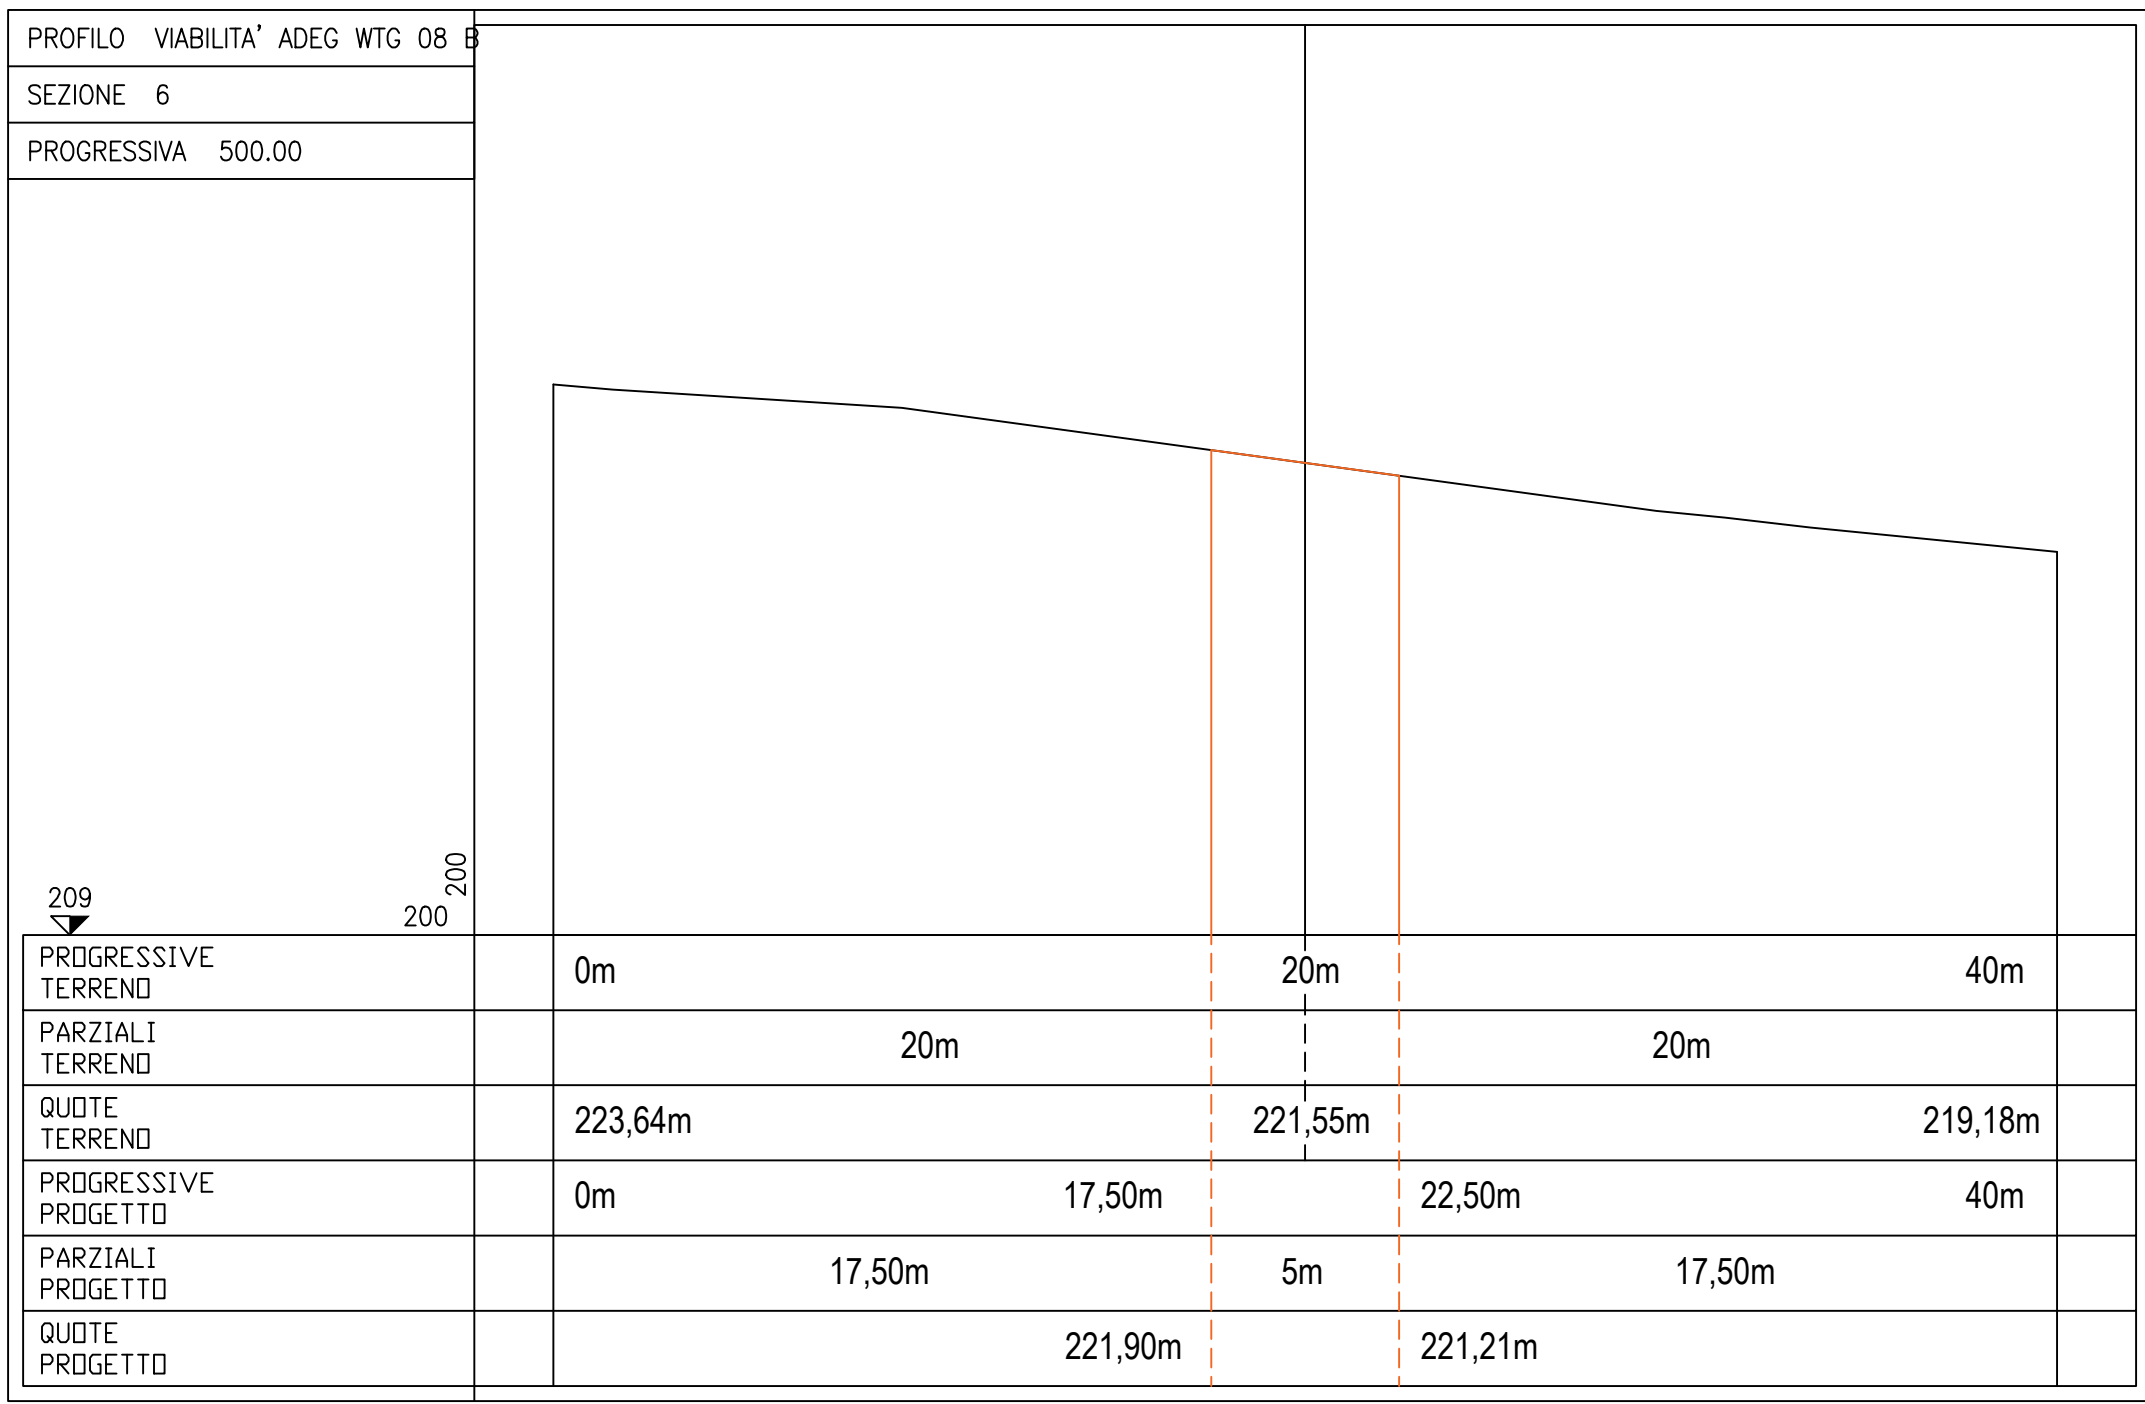 PROFILO VIABILITA' ADEG WTG 08 B
SEZIONE 6
PROGRESSIVA 500.00
200
209
200
PROGRESSIVE
TERRENO
0m 20m 40m
PARZIALI
TERRENO
20m 20m
QUOTE
TERRENO
223,64m 221,55m 219,18m
PROGRESSIVE
PROGETTO
0m 17,50m 22,50m 40m
PARZIALI
PROGETTO
17,50m 5m 17,50m
QUOTE
PROGETTO
221,90m 221,21m